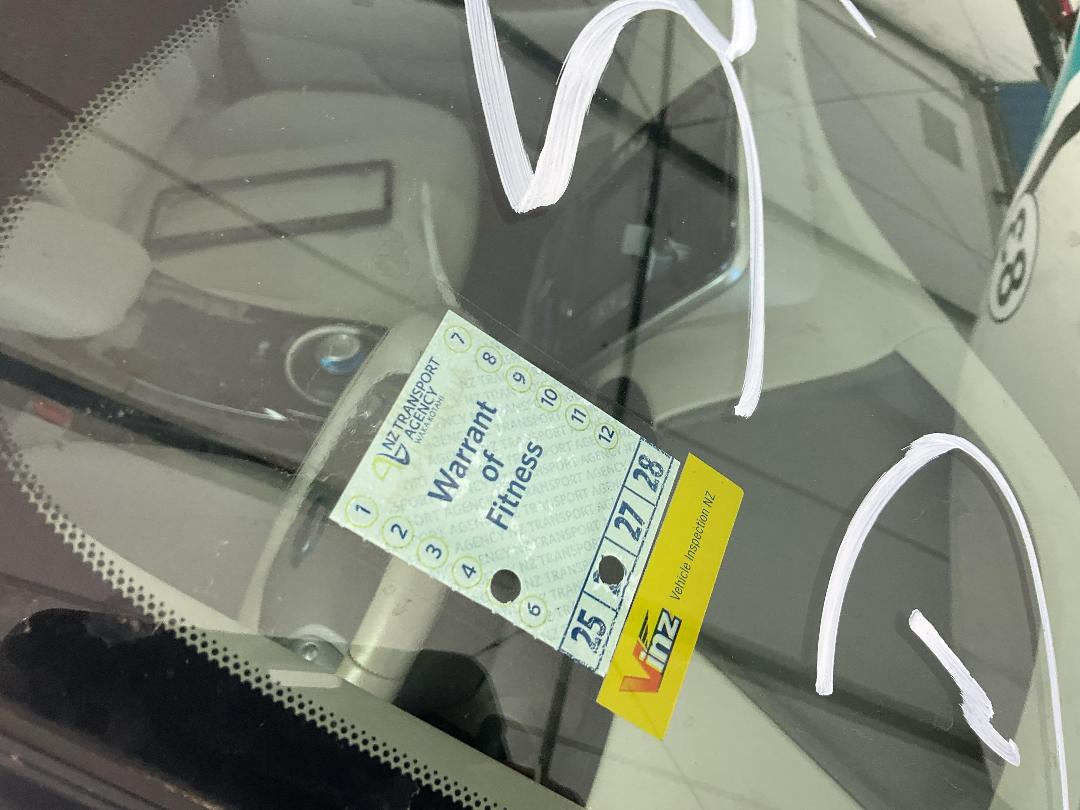 NZ TRANSPORT
AGENCY
WAKA KOTAHI
Warrant
of
Fitness
1
2
3
4
6
7
8
9
10
11
12
25
27
28
Vinz
Vehicle Inspection NZ